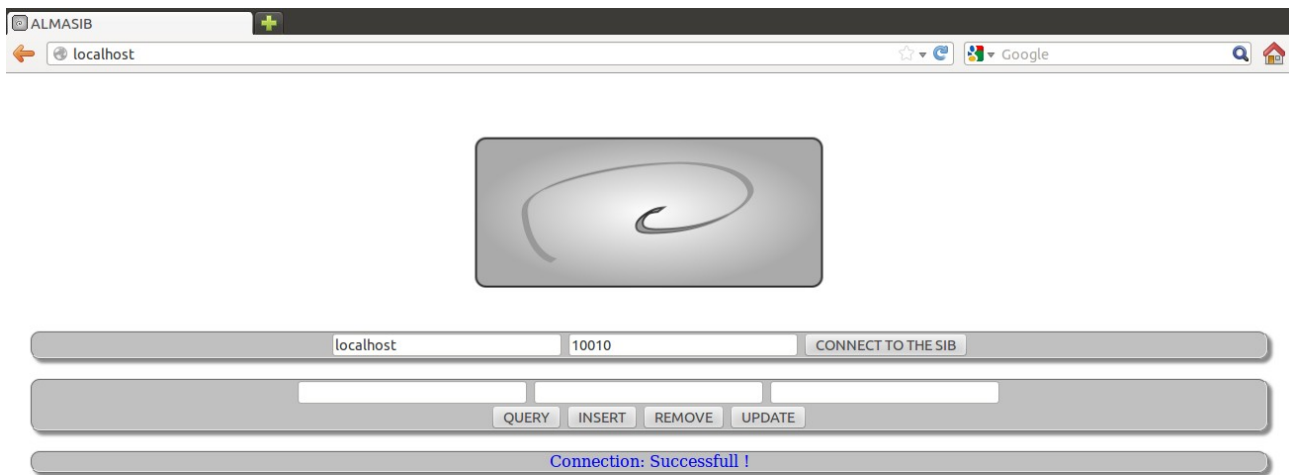 ALMASIB
localhost
Google
localhost 10010 CONNECT TO THE SIB
QUERY INSERT REMOVE UPDATE
Connection: Successfull !